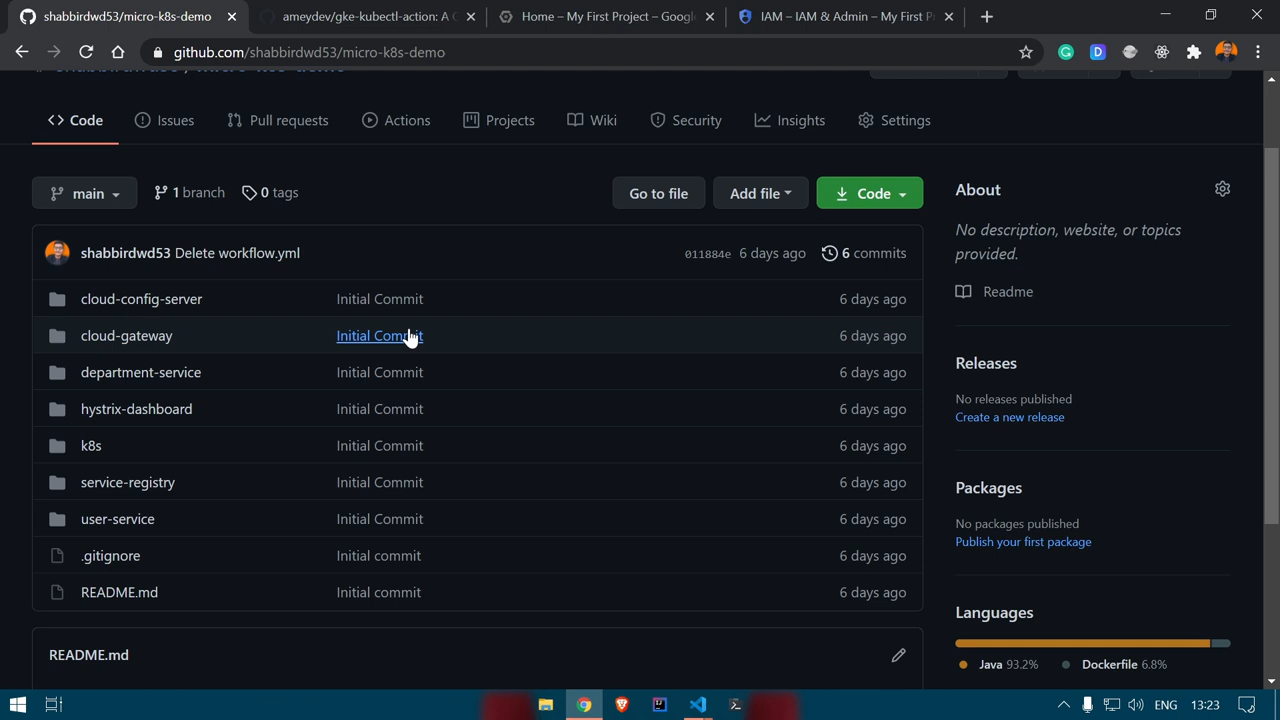 shabbirdwd53/micro-k8s-demo
ameydev/gke-kubectl-action: A G
Home – My First Project – Google
IAM – IAM & Admin – My First Pr
github.com/shabbirdwd53/micro-k8s-demo
Code
Issues
Pull requests
Actions
Projects
Wiki
Security
Insights
Settings
main
1 branch
0 tags
Go to file
Add file
Code
shabbirdwd53 Delete workflow.yml
011884e 6 days ago
6 commits
cloud-config-server Initial Commit 6 days ago
cloud-gateway Initial Commit 6 days ago
department-service Initial Commit 6 days ago
hystrix-dashboard Initial Commit 6 days ago
k8s Initial Commit 6 days ago
service-registry Initial Commit 6 days ago
user-service Initial Commit 6 days ago
.gitignore Initial commit 6 days ago
README.md Initial commit 6 days ago
README.md
About
No description, website, or topics
provided.
Readme
Releases
No releases published
Create a new release
Packages
No packages published
Publish your first package
Languages
Java 93.2% Dockerfile 6.8%
ENG 13:23